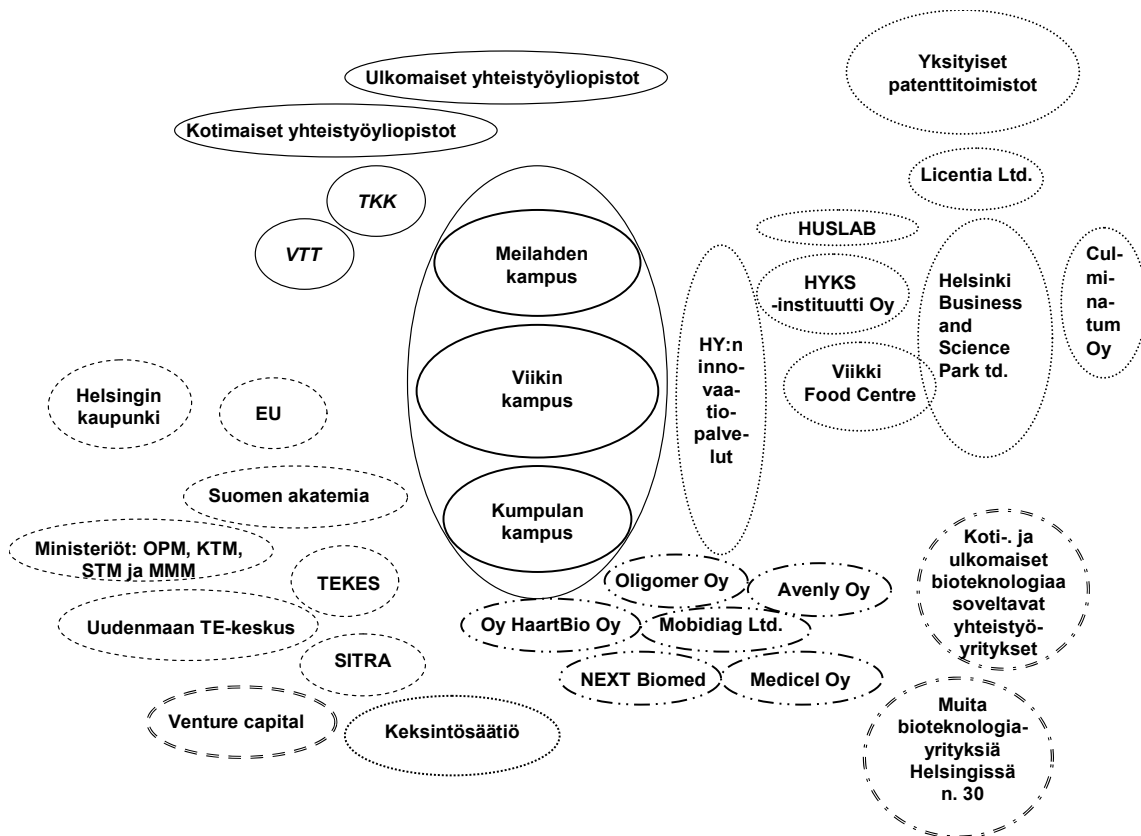 Ulkomaiset yhteistyöyliopistot
Kotimaiset yhteistyöyliopistot
TKK
VTT
Yksityiset
patenttitoimistot
Licentia Ltd.
HUSLAB
HYKS
-instituutti Oy
Viikki
Food Centre
Helsinki
Business
and
Science
Park td.
Cul-
mi-
na-
tum
Oy
HY:n
inno-
vaa-
tio-
palve-
lut
Meilahden
kampus
Viikin
kampus
Kumpulan
kampus
Helsingin
kaupunki
EU
Suomen akatemia
Ministeriöt: OPM, KTM,
STM ja MMM
TEKES
Uudenmaan TE-keskus
SITRA
Venture capital
Keksintösäätiö
Oligomer Oy
Avenly Oy
Oy HaartBio Oy
Mobidiag Ltd.
NEXT Biomed
Medicel Oy
Koti-. ja
ulkomaiset
bioteknologiaa
soveltavat
yhteistyö-
yritykset
Muita
bioteknologia-
yrityksiä
Helsingissä
n. 30